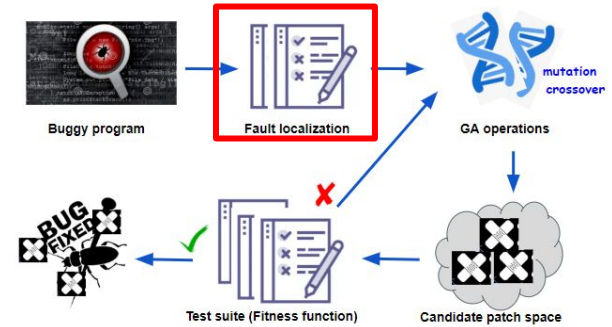 Buggy program
Fault localization
mutation
crossover
GA operations
BUG
FIXED
Test suite (Fitness function)
Candidate patch space